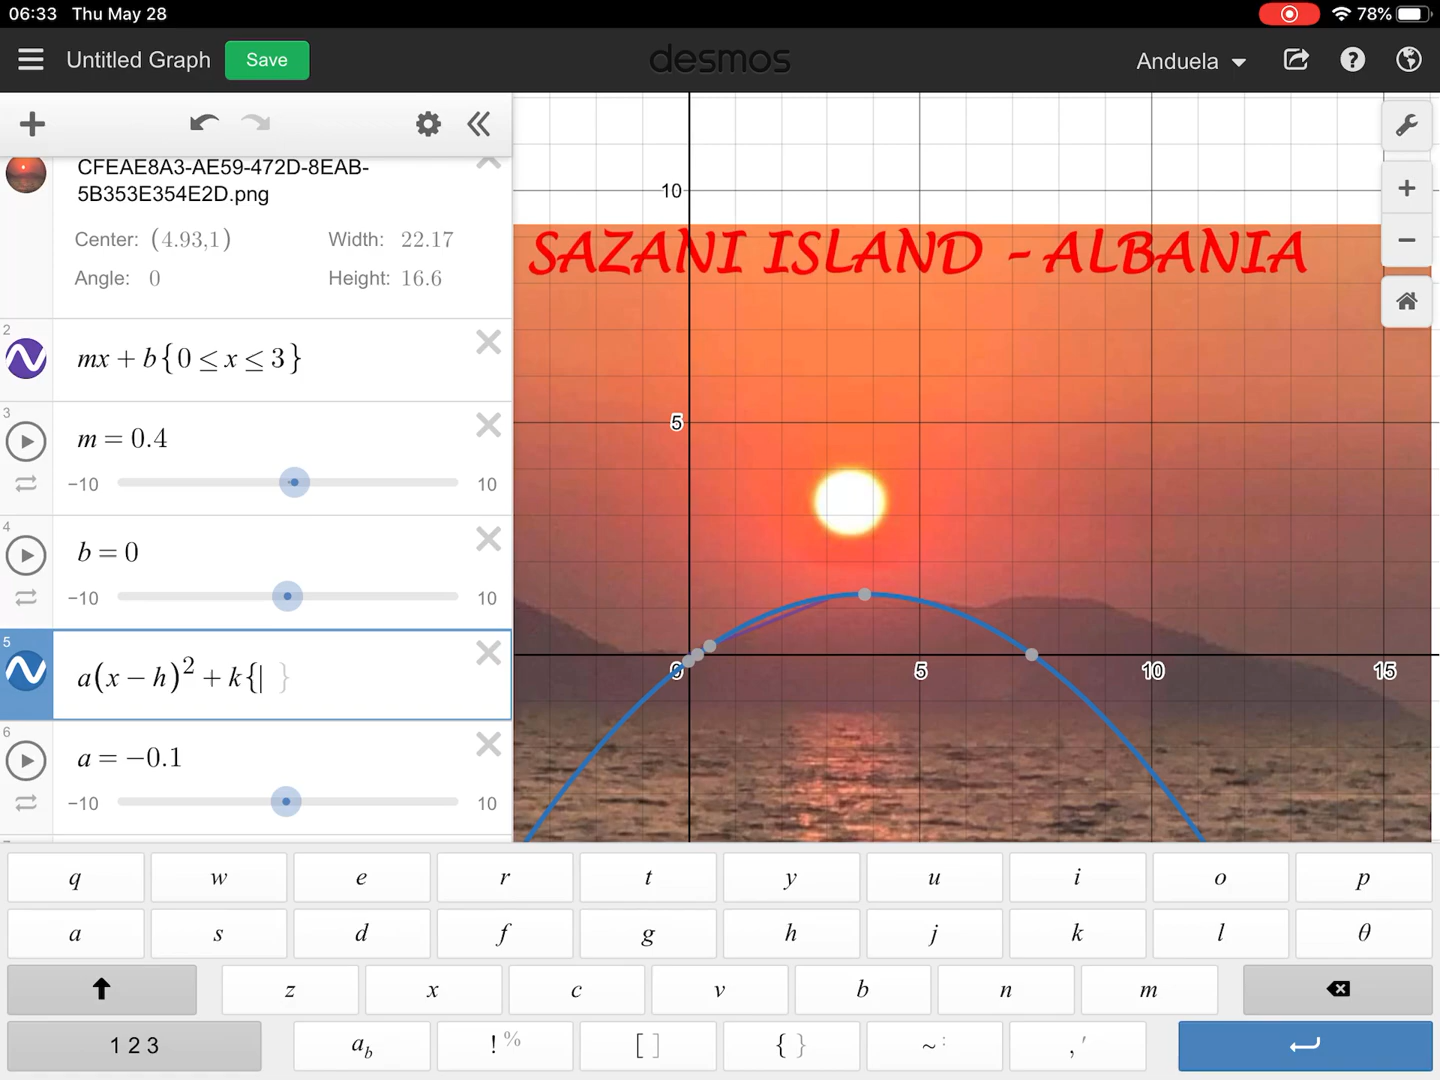 06:33 Thu May 28 78%
Untitled Graph Save desmos Anduela
CFEAE8A3-AE59-472D-8EAB-
5B353E354E2D.png
Center: (4.93,1) Width: 22.17
Angle: 0 Height: 16.6
2
mx + b{0 ≤ x ≤ 3}
3
m = 0.4
−10 10
4
b = 0
−10 10
5
a(x − h)² + k{ }
6
a = −0.1
−10 10
10
SAZANI ISLAND - ALBANIA
5
0 5 10 15
q w e r t y u i o p
a s d f g h j k l θ
z x c v b n m
1 2 3 a_b ! % [ ] { } ~ : , '